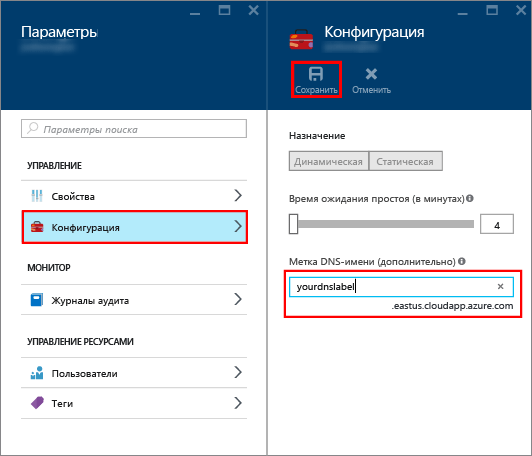 Параметры
Параметры поиска
УПРАВЛЕНИЕ
Свойства
Конфигурация
МОНИТОР
Журналы аудита
УПРАВЛЕНИЕ РЕСУРСАМИ
Пользователи
Теги
Конфигурация
Сохранить Отменить
Назначение
Динамическая Статическая
Время ожидания простоя (в минутах)
4
Метка DNS-имени (дополнительно)
yourdnslabel
.eastus.cloudapp.azure.com